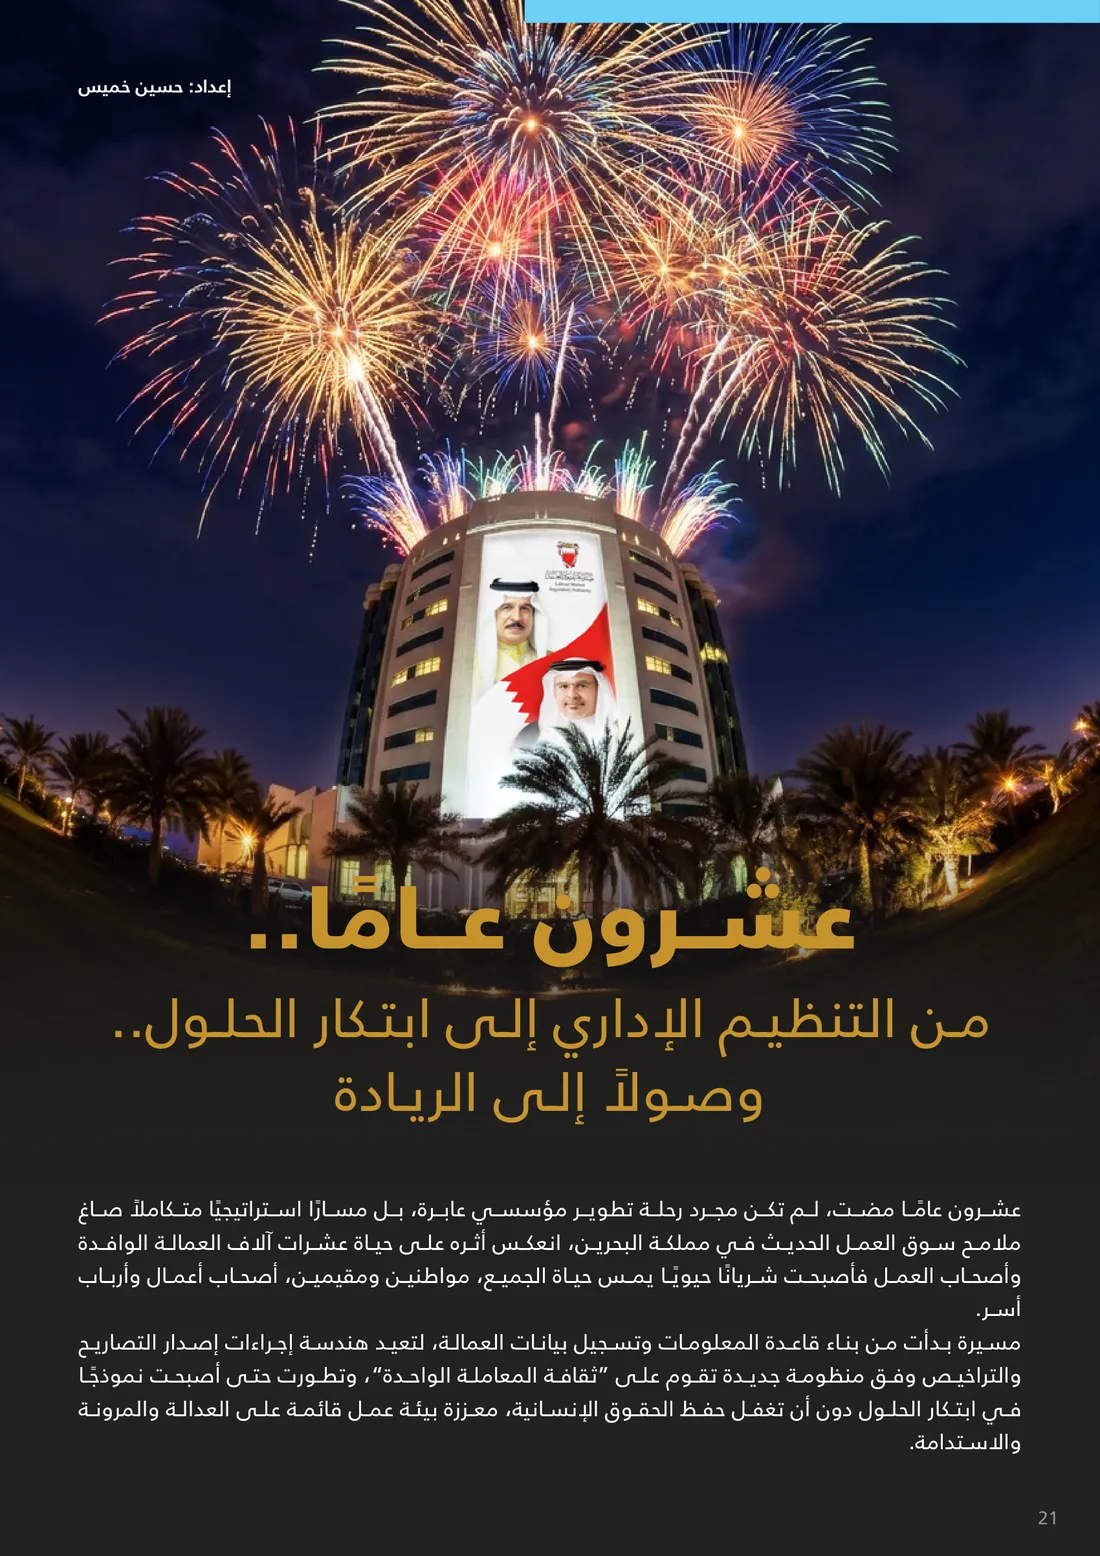 إعداد: حسين خميس
Labour Market
Regulatory Authority
عشرون عامًا..
من التنظيم الإداري إلى ابتكار الحلول..
وصولاً إلى الريادة
عشرون عامًا مضت، لم تكن مجرد رحلة تطوير مؤسسي عابرة، بل مسارًا استراتيجيًا متكاملاً صاغ
ملامح سوق العمل الحديث في مملكة البحرين، انعكس أثره على حياة عشرات آلاف العمالة الوافدة
وأصحاب العمل فأصبحت شريانًا حيويًا يمس حياة الجميع، مواطنين ومقيمين، أصحاب أعمال وأرباب
أسر.
مسيرة بدأت من بناء قاعدة المعلومات وتسجيل بيانات العمالة، لتعيد هندسة إجراءات إصدار التصاريح
والتراخيص وفق منظومة جديدة تقوم على ”ثقافة المعاملة الواحدة“، وتطورت حتى أصبحت نموذجًا
في ابتكار الحلول دون أن تغفل حفظ الحقوق الإنسانية، معززة بيئة عمل قائمة على العدالة والمرونة
والاستدامة.
21